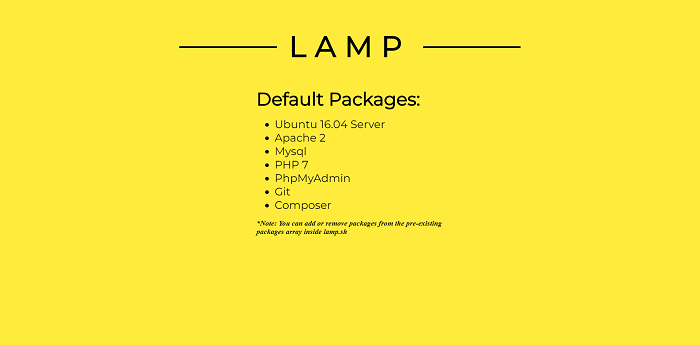 LAMP
Default Packages:
• Ubuntu 16.04 Server
• Apache 2
• Mysql
• PHP 7
• PhpMyAdmin
• Git
• Composer
*Note: You can add or remove packages from the pre-existing
packages array inside lamp.sh